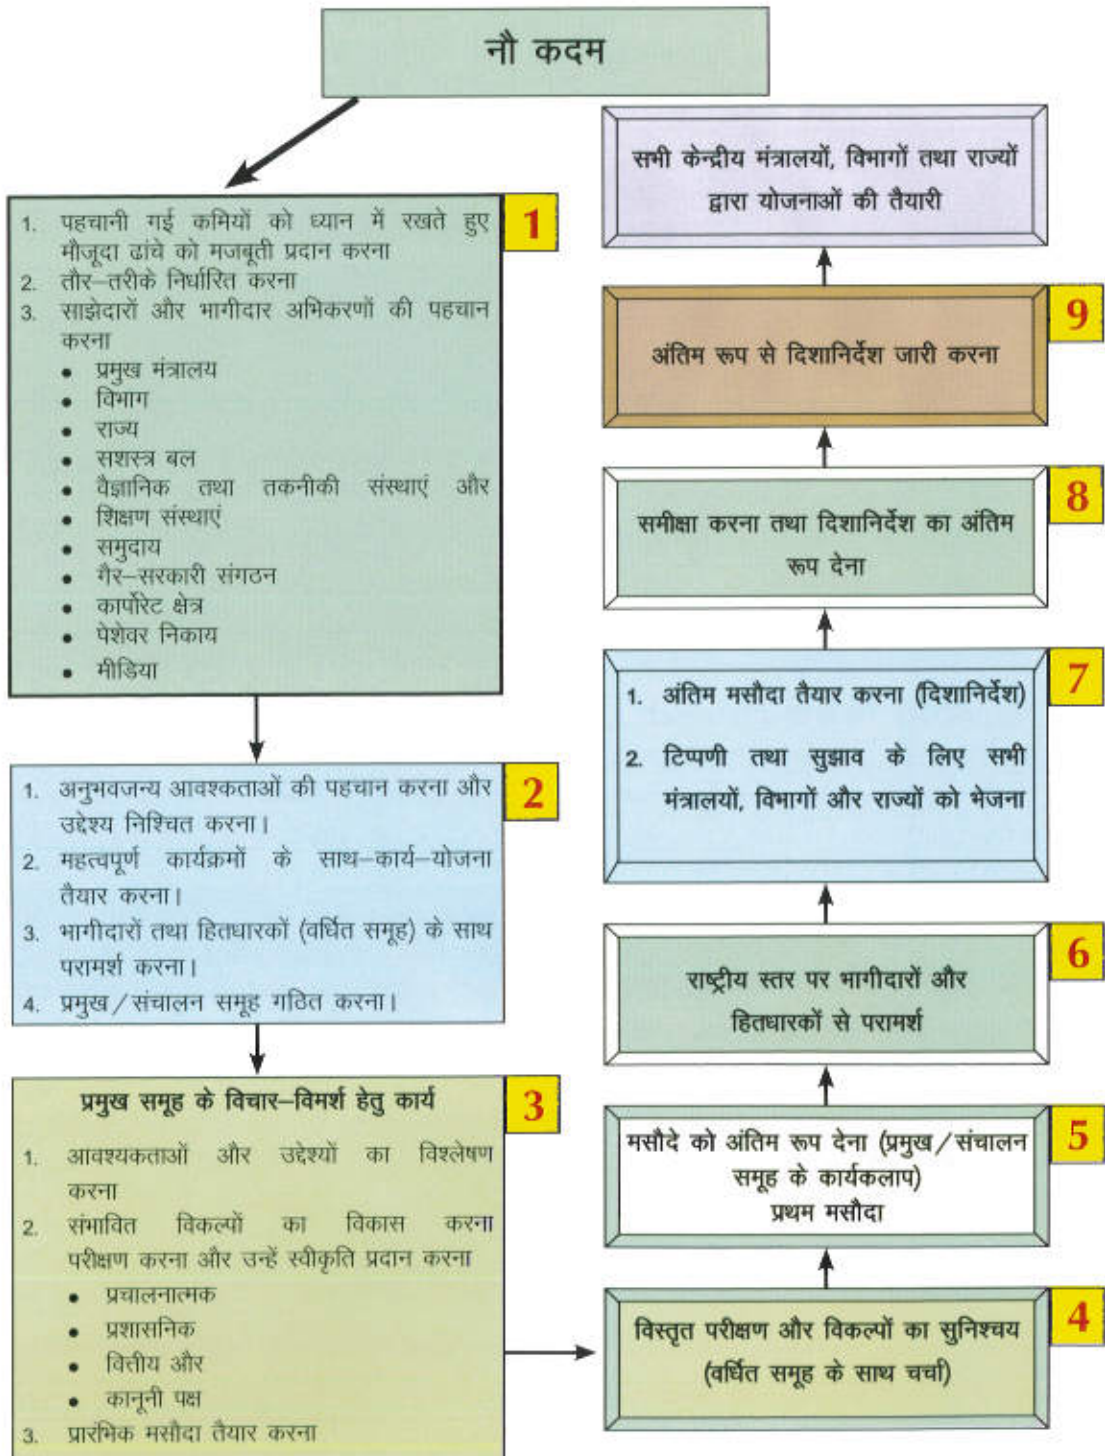 नौ कदम
1
1. पहचानी गई कमियों को ध्यान में रखते हुए
मौजूदा ढांचे को मजबूती प्रदान करना
2. तौर–तरीके निर्धारित करना
3. साझेदारों और भागीदार अभिकरणों की पहचान
करना
• प्रमुख मंत्रालय
• विभाग
• राज्य
• सशस्त्र बल
• वैज्ञानिक तथा तकनीकी संस्थाएं और
• शिक्षण संस्थाएं
• समुदाय
• गैर–सरकारी संगठन
• कार्पोरेट क्षेत्र
• पेशेवर निकाय
• मीडिया
2
1. अनुभवजन्य आवश्कताओं की पहचान करना और
उद्देश्य निश्चित करना।
2. महत्वपूर्ण कार्यक्रमों के साथ–कार्य–योजना
तैयार करना।
3. भागीदारों तथा हितधारकों (वर्धित समूह) के साथ
परामर्श करना।
4. प्रमुख/संचालन समूह गठित करना।
3
प्रमुख समूह के विचार–विमर्श हेतु कार्य
1. आवश्यकताओं और उद्देश्यों का विश्लेषण
करना
2. संभावित विकल्पों का विकास करना
परीक्षण करना और उन्हें स्वीकृति प्रदान करना
• प्रचालनात्मक
• प्रशासनिक
• वित्तीय और
• कानूनी पक्ष
3. प्रारंभिक मसौदा तैयार करना
4
विस्तृत परीक्षण और विकल्पों का सुनिश्चय
(वर्धित समूह के साथ चर्चा)
5
मसौदे को अंतिम रूप देना (प्रमुख/संचालन
समूह के कार्यकलाप)
प्रथम मसौदा
6
राष्ट्रीय स्तर पर भागीदारों और
हितधारकों से परामर्श
7
1. अंतिम मसौदा तैयार करना (दिशानिर्देश)
2. टिप्पणी तथा सुझाव के लिए सभी
मंत्रालयों, विभागों और राज्यों को भेजना
8
समीक्षा करना तथा दिशानिर्देश का अंतिम
रूप देना
9
अंतिम रूप से दिशानिर्देश जारी करना
सभी केन्द्रीय मंत्रालयों, विभागों तथा राज्यों
द्वारा योजनाओं की तैयारी